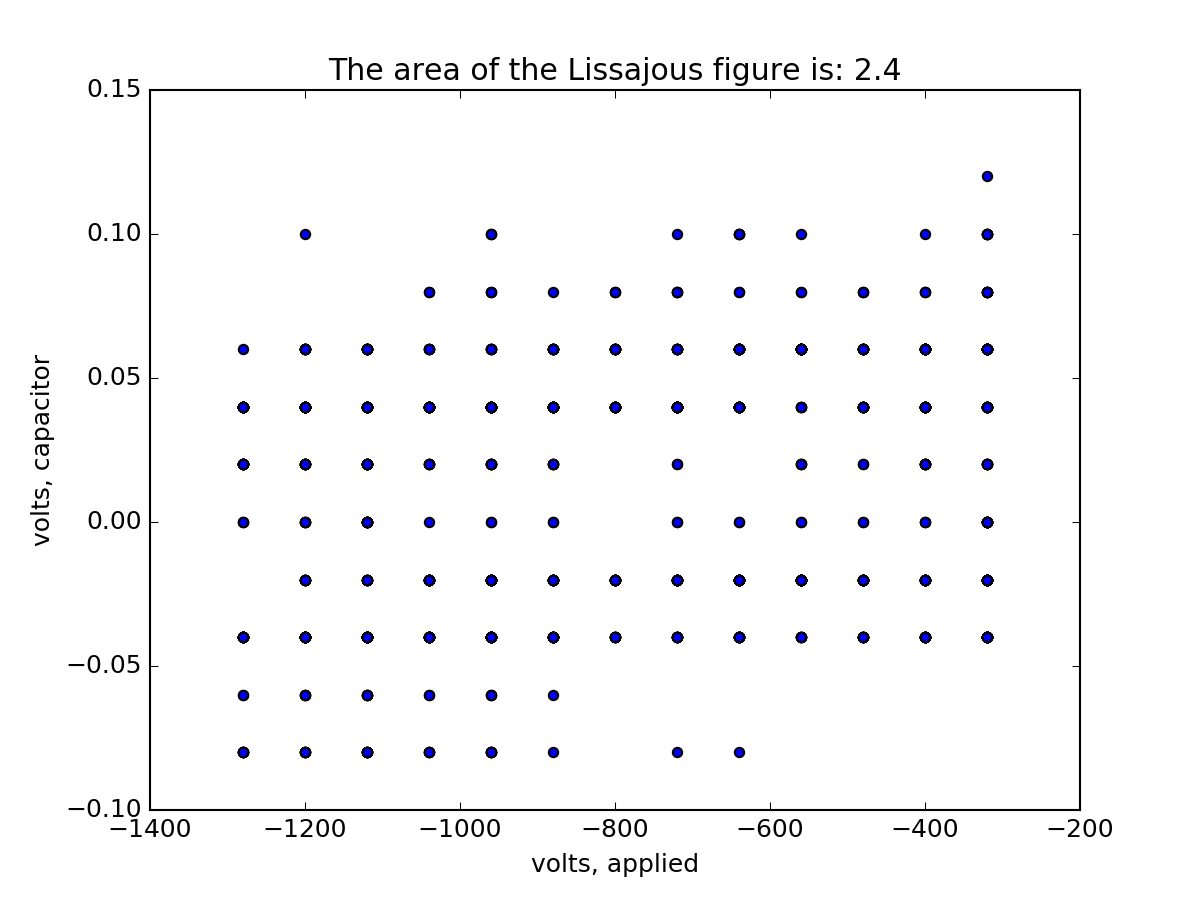 The area of the Lissajous figure is: 2.4
0.15
0.10
0.05
0.00
−0.05
−0.10
volts, capacitor
−1400 −1200 −1000 −800 −600 −400 −200
volts, applied